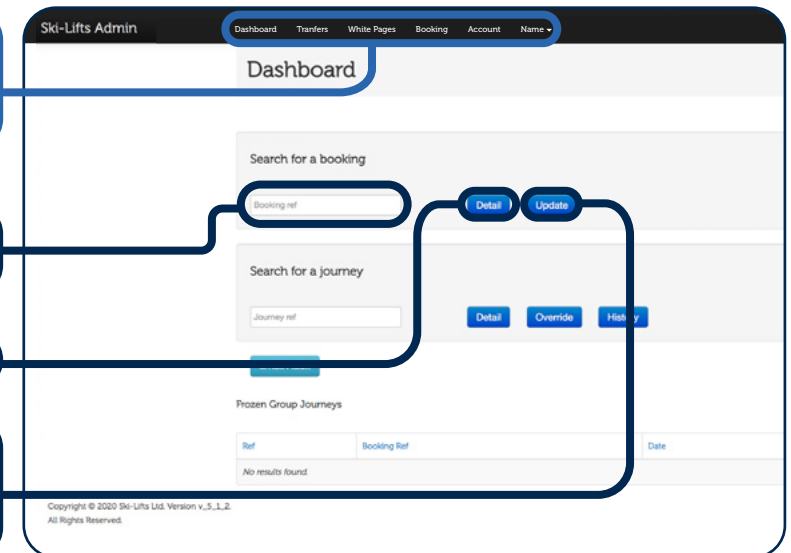 Ski-Lifts Admin
Dashboard Tranfers White Pages Booking Account Name
Dashboard
Search for a booking
Booking ref Detail Update
Search for a journey
Journey ref Detail Override History
Frozen Group Journeys
Ref Booking Ref Date
No results found.
Copyright © 2020 Ski-Lifts Ltd. Version v_5_1_2.
All Rights Reserved.